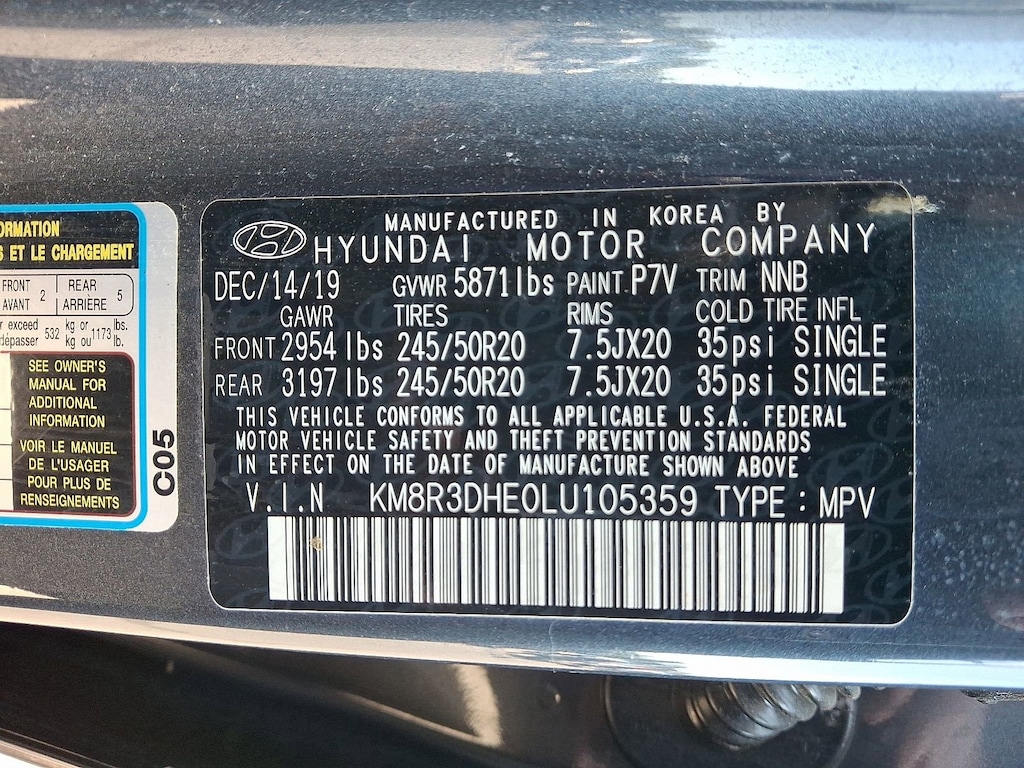 ORMATION
S ET LE CHARGEMENT
FRONT
AVANT 2
REAR
ARRIÈRE 5
exceed
dépasser 532 kg or
kg ou 1173 lbs.
lb.
SEE OWNER'S
MANUAL FOR
ADDITIONAL
INFORMATION
VOIR LE MANUEL
DE L'USAGER
POUR PLUS DE
RENSEIGNEMENTS
C05
MANUFACTURED IN KOREA BY
HYUNDAI MOTOR COMPANY
DEC/14/19 GVWR 5871lbs PAINT P7V TRIM NNB
GAWR TIRES RIMS COLD TIRE INFL
FRONT 2954 lbs 245/50R20 7.5JX20 35psi SINGLE
REAR 3197 lbs 245/50R20 7.5JX20 35psi SINGLE
THIS VEHICLE CONFORMS TO ALL APPLICABLE U.S.A. FEDERAL
MOTOR VEHICLE SAFETY AND THEFT PREVENTION STANDARDS
IN EFFECT ON THE DATE OF MANUFACTURE SHOWN ABOVE
V.I.N KM8R3DHE0LU105359 TYPE : MPV